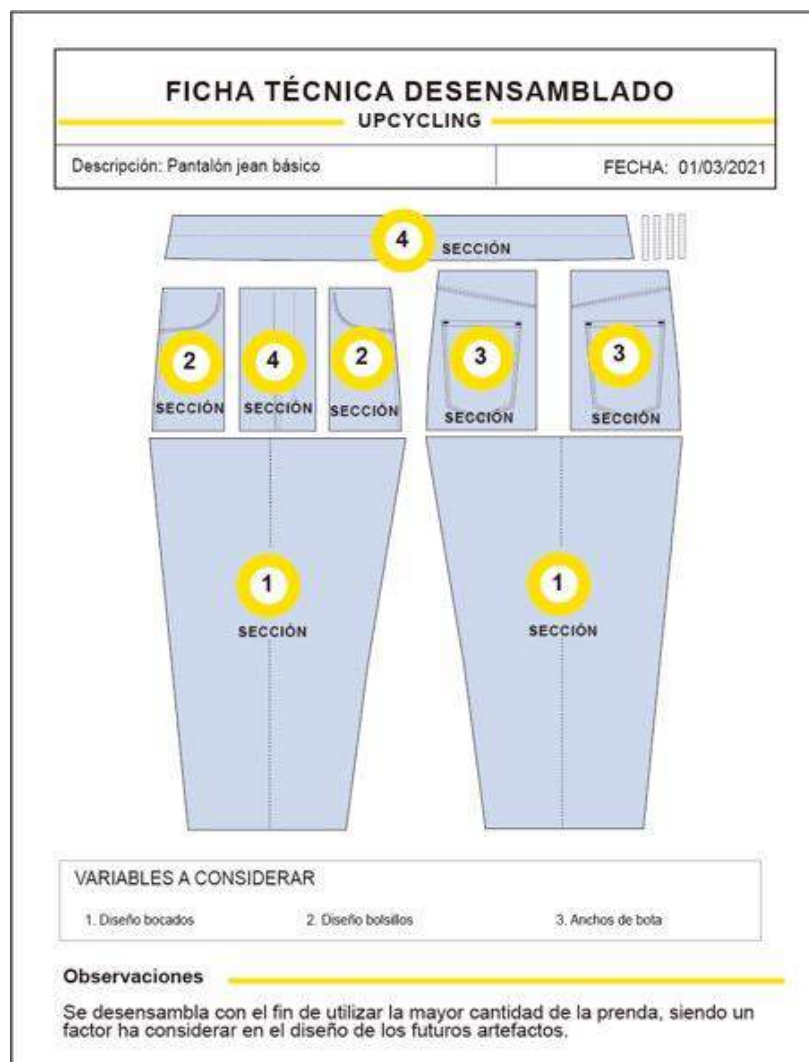 FICHA TÉCNICA DESENSAMBLADO
UPCYCLING
Descripción: Pantalón jean básico
FECHA: 01/03/2021
4
SECCIÓN
2
SECCIÓN
4
SECCIÓN
2
SECCIÓN
3
SECCIÓN
3
SECCIÓN
1
SECCIÓN
1
SECCIÓN
VARIABLES A CONSIDERAR
1. Diseño bocados
2. Diseño bolsillos
3. Anchos de bota
Observaciones
Se desensambla con el fin de utilizar la mayor cantidad de la prenda, siendo un
factor ha considerar en el diseño de los futuros artefactos.